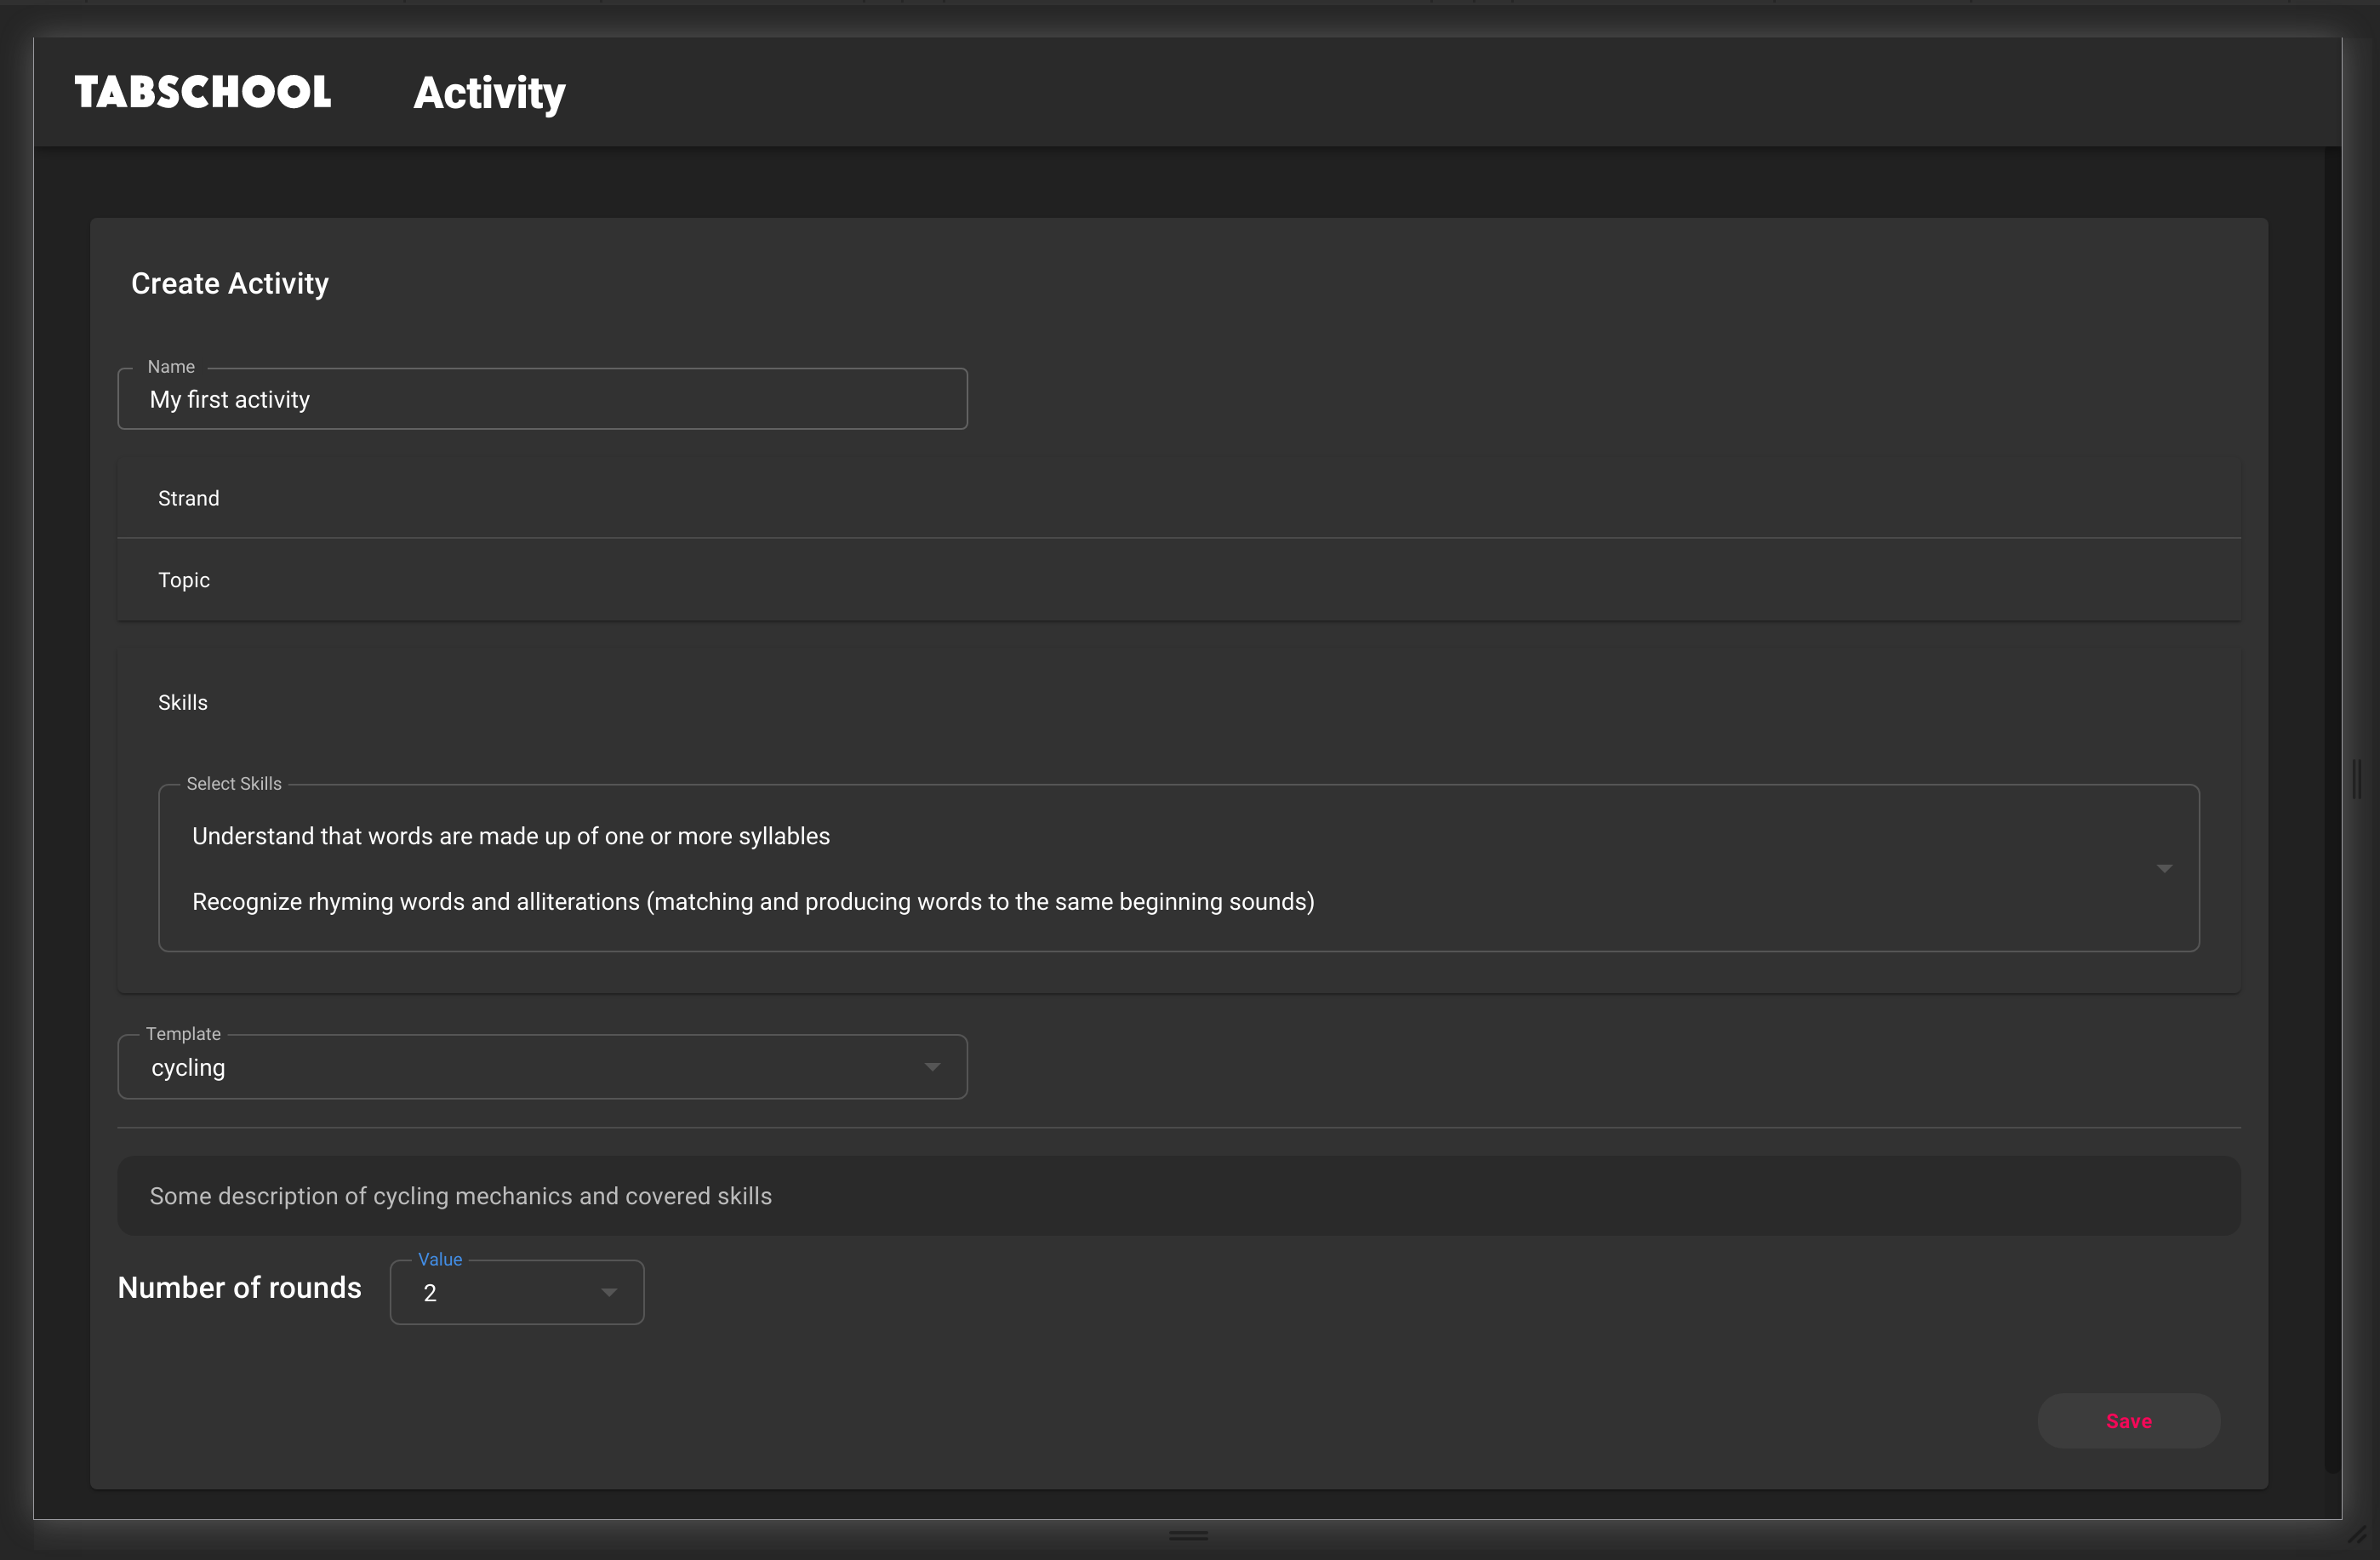 TABSCHOOL Activity
Create Activity
Name
My first activity
Strand
Topic
Skills
Select Skills
Understand that words are made up of one or more syllables
Recognize rhyming words and alliterations (matching and producing words to the same beginning sounds)
Template
cycling
Some description of cycling mechanics and covered skills
Value
Number of rounds 2
Save